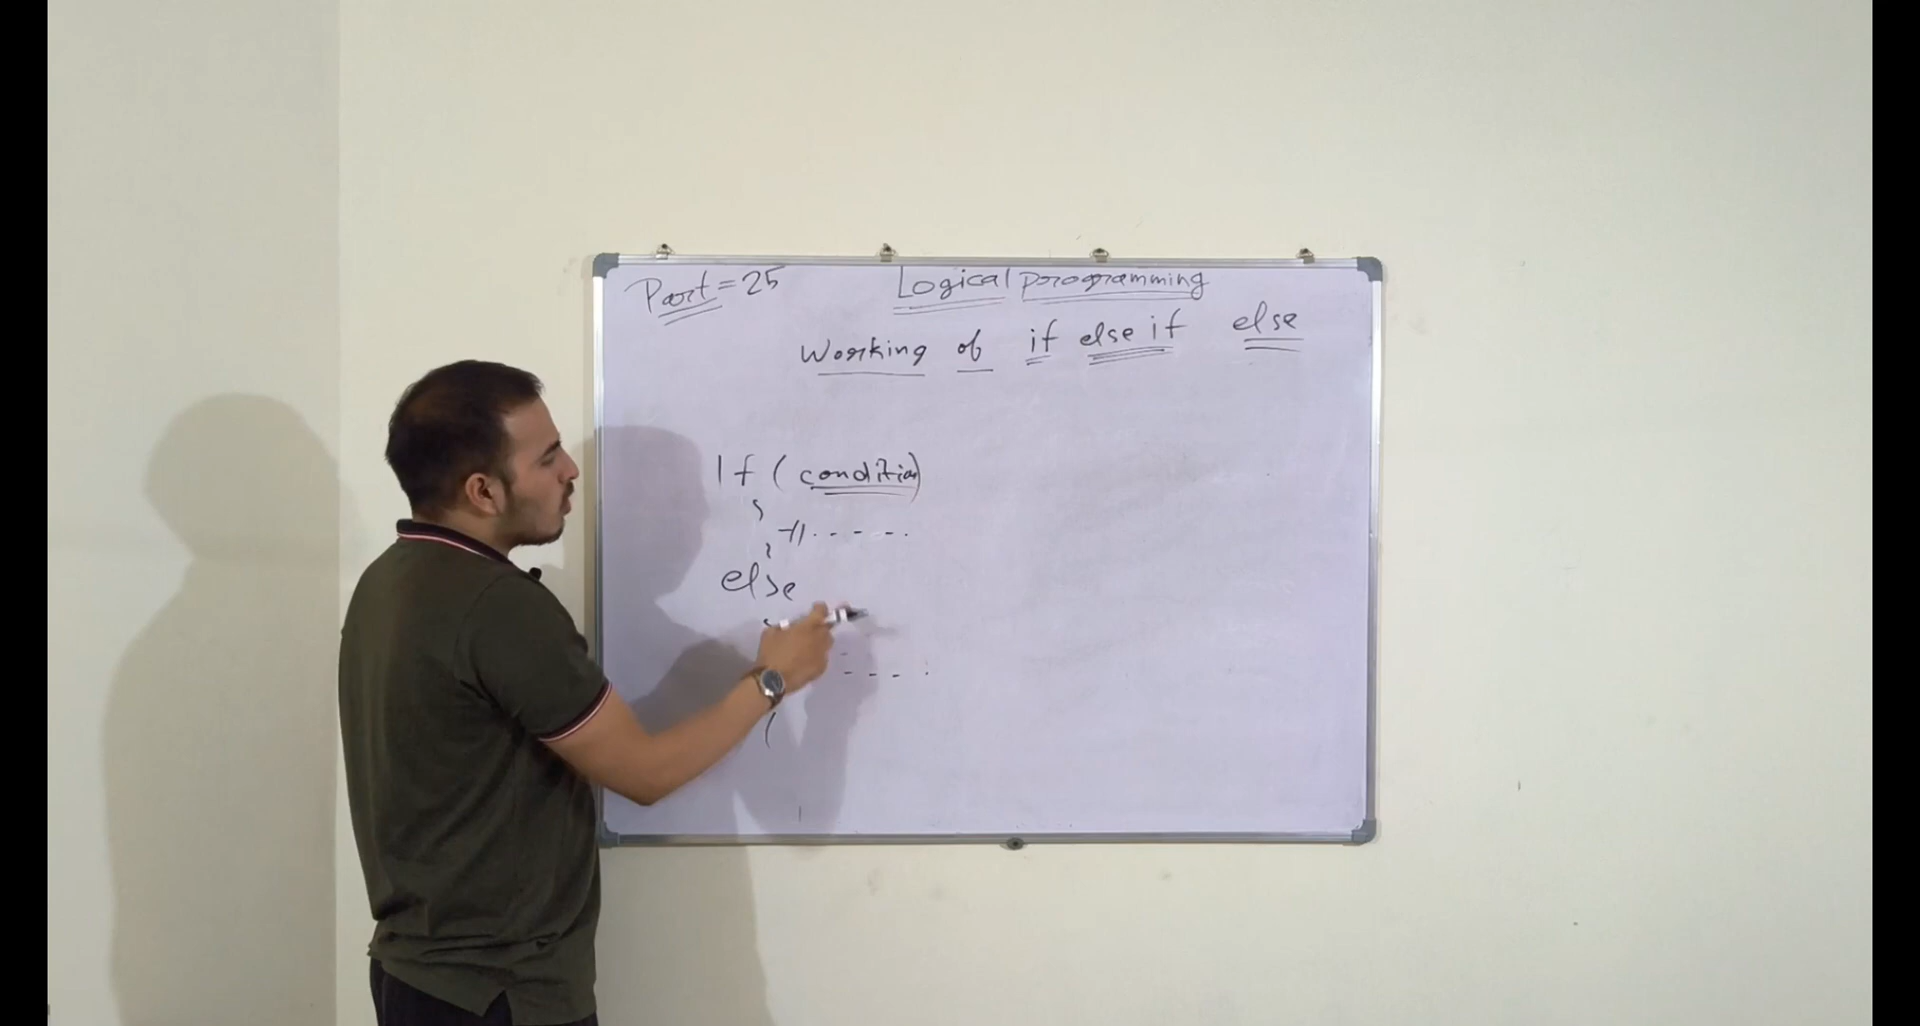 Part = 25
Logical programming
Working of if else if else
If (condition)
{
//. - - - - .
}
else
- - - - .